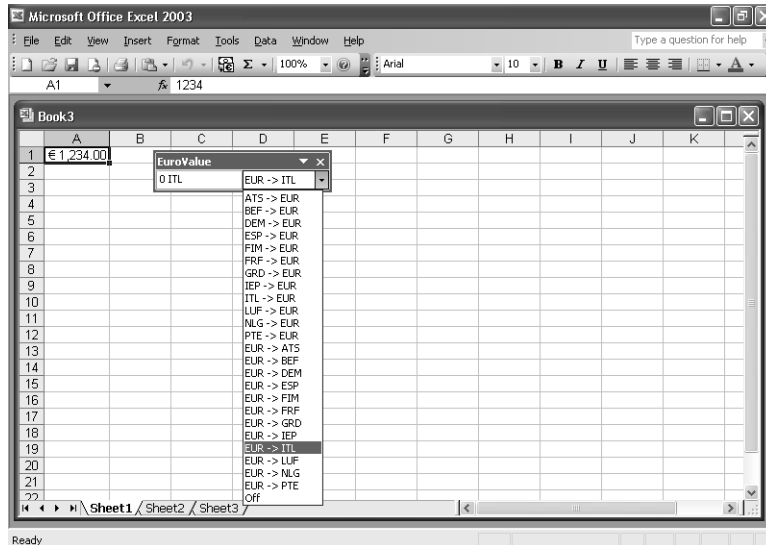 Microsoft Office Excel 2003
File Edit View Insert Format Tools Data Window Help Type a question for help
Σ 100% Arial 10 B I U A
A1 fx 1234
Book3
A B C D E F G H I J K
1 € 1,234.00
EuroValue
2
0 ITL EUR -> ITL
3
ATS -> EUR
4
BEF -> EUR
5
DEM -> EUR
6
ESP -> EUR
FIM -> EUR
7
FRF -> EUR
8
GRD -> EUR
9
IEP -> EUR
10
ITL -> EUR
LUF -> EUR
11
NLG -> EUR
12
PTE -> EUR
13
EUR -> ATS
14
EUR -> BEF
EUR -> DEM
15
EUR -> ESP
16
EUR -> FIM
17
EUR -> FRF
EUR -> GRD
18
EUR -> IEP
19
EUR -> ITL
20
EUR -> LUF
EUR -> NLG
21
EUR -> PTE
22
Off
Sheet1 / Sheet2 / Sheet3 /
Ready